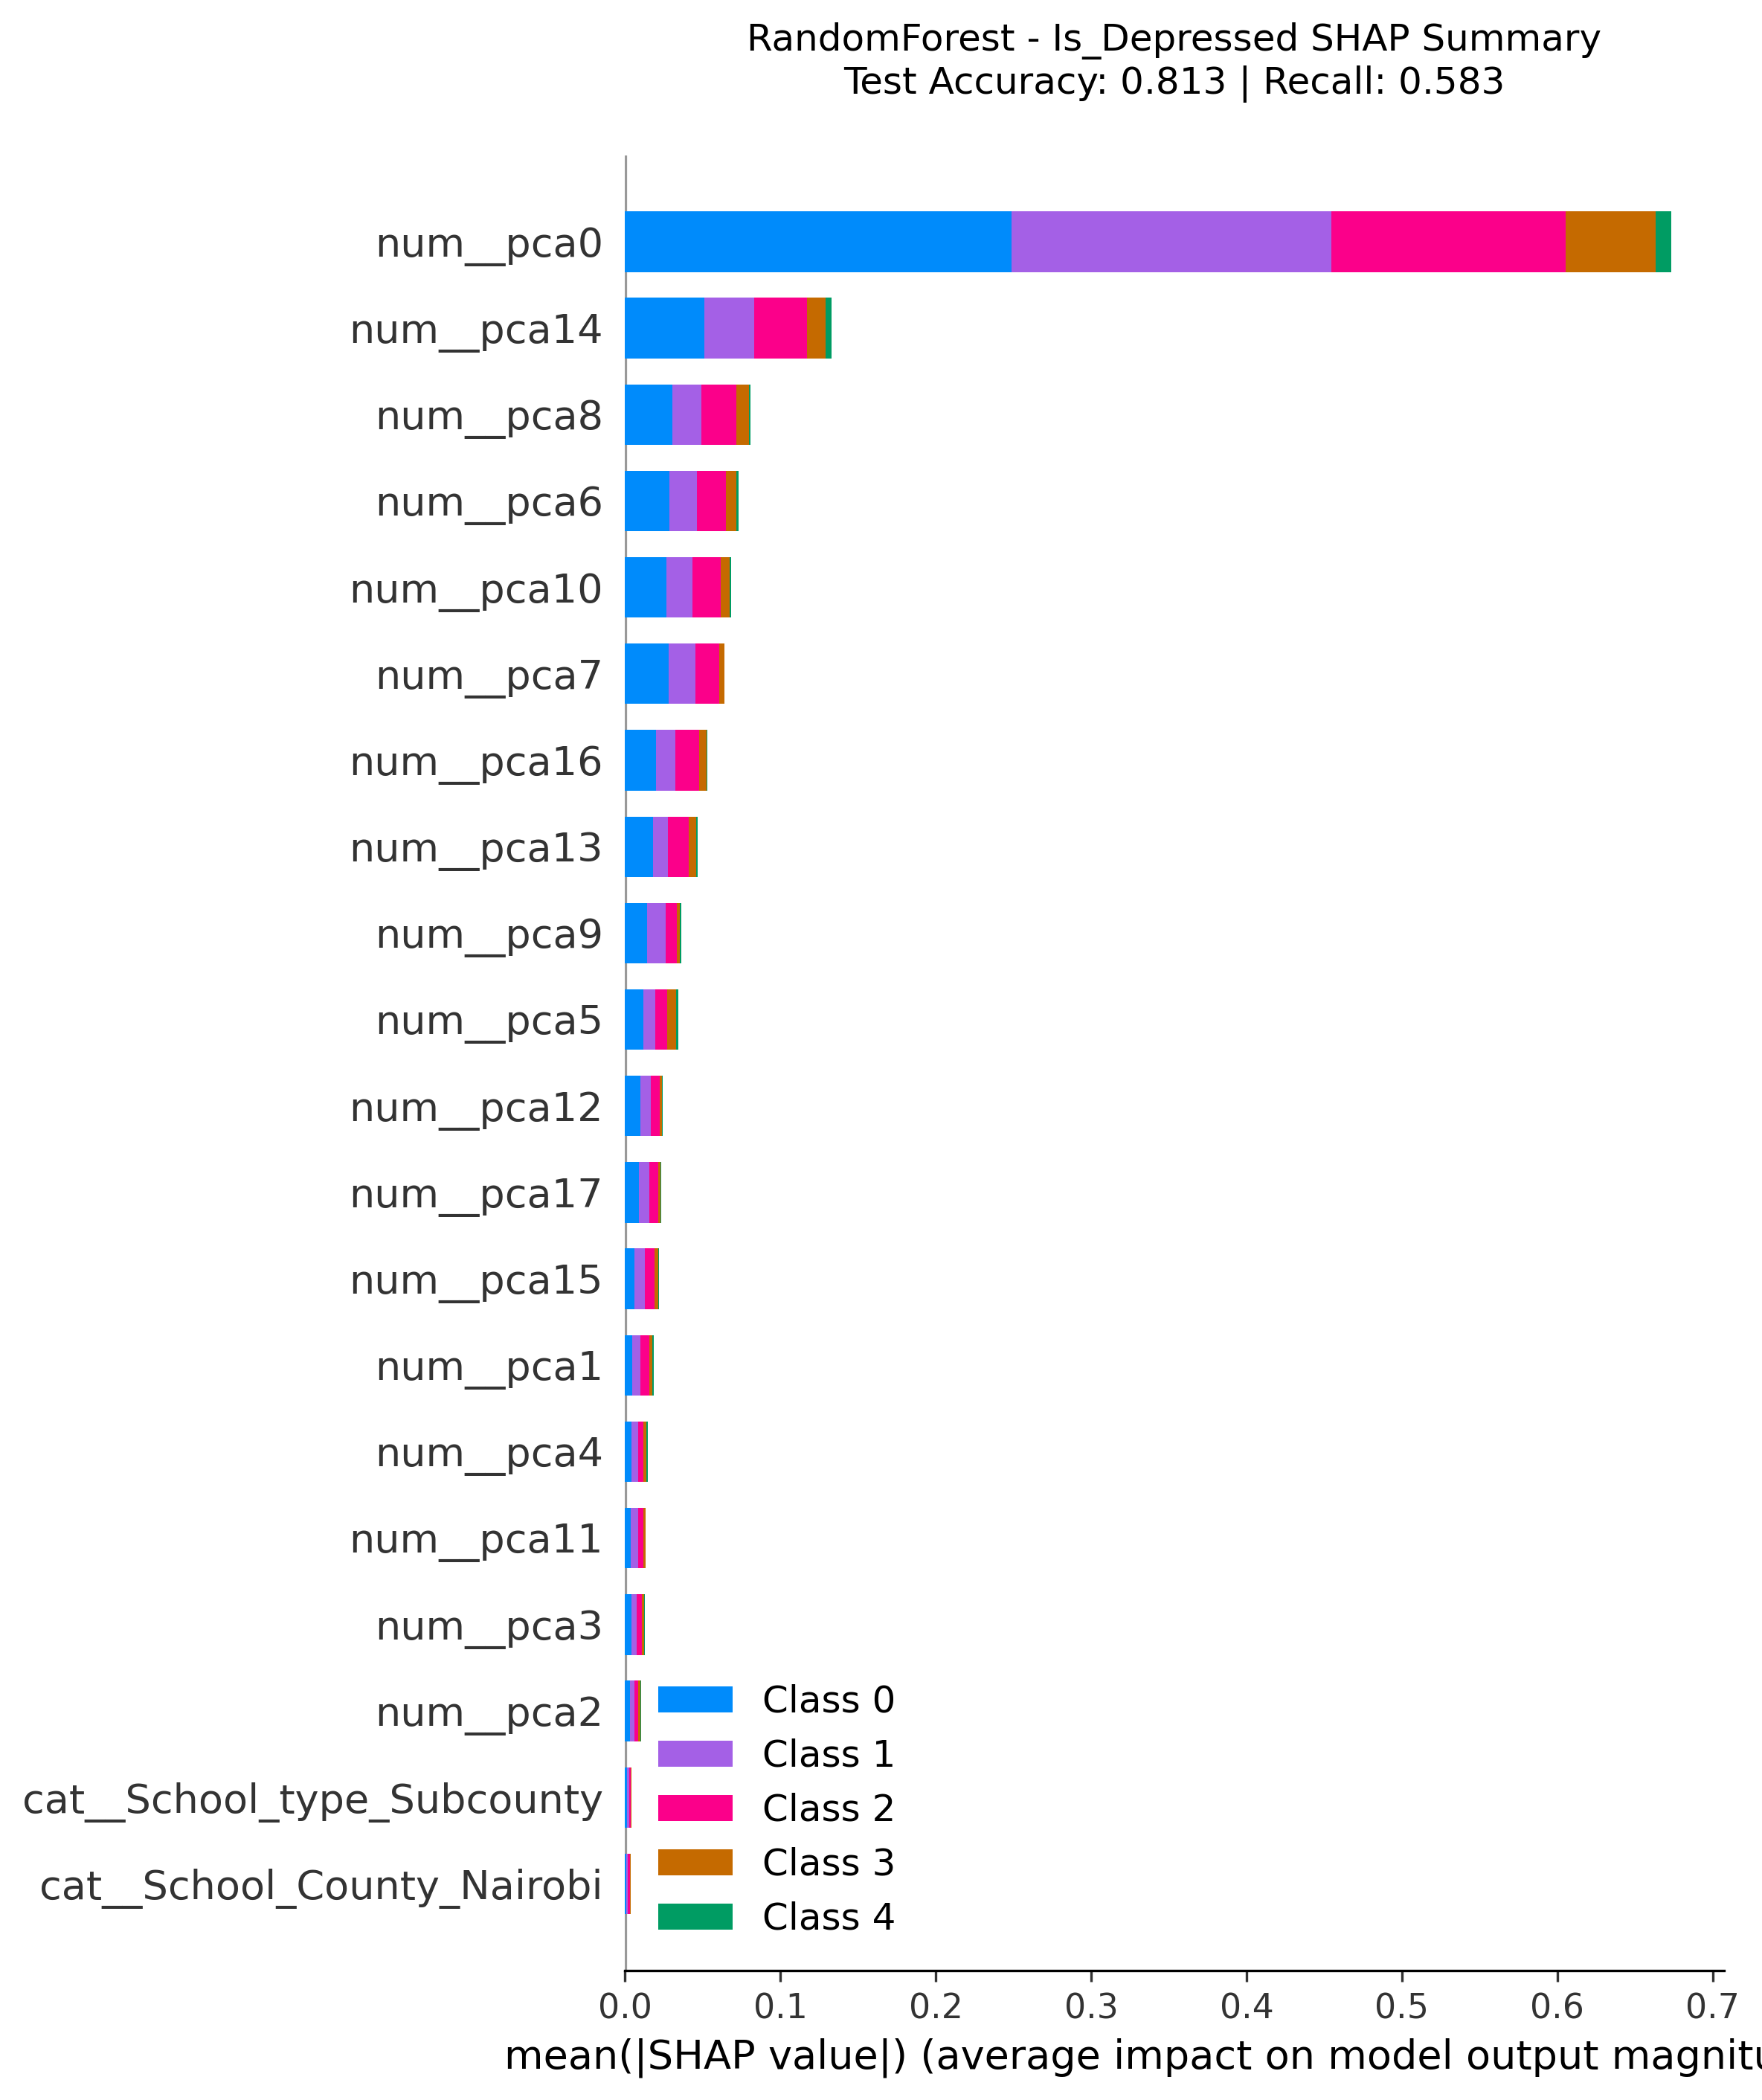 RandomForest - Is_Depressed SHAP Summary
Test Accuracy: 0.813 | Recall: 0.583
num__pca0
num__pca14
num__pca8
num__pca6
num__pca10
num__pca7
num__pca16
num__pca13
num__pca9
num__pca5
num__pca12
num__pca17
num__pca15
num__pca1
num__pca4
num__pca11
num__pca3
num__pca2
cat__School_type_Subcounty
cat__School_County_Nairobi
Class 0
Class 1
Class 2
Class 3
Class 4
0.0 0.1 0.2 0.3 0.4 0.5 0.6 0.7
mean(|SHAP value|) (average impact on model output magnitu